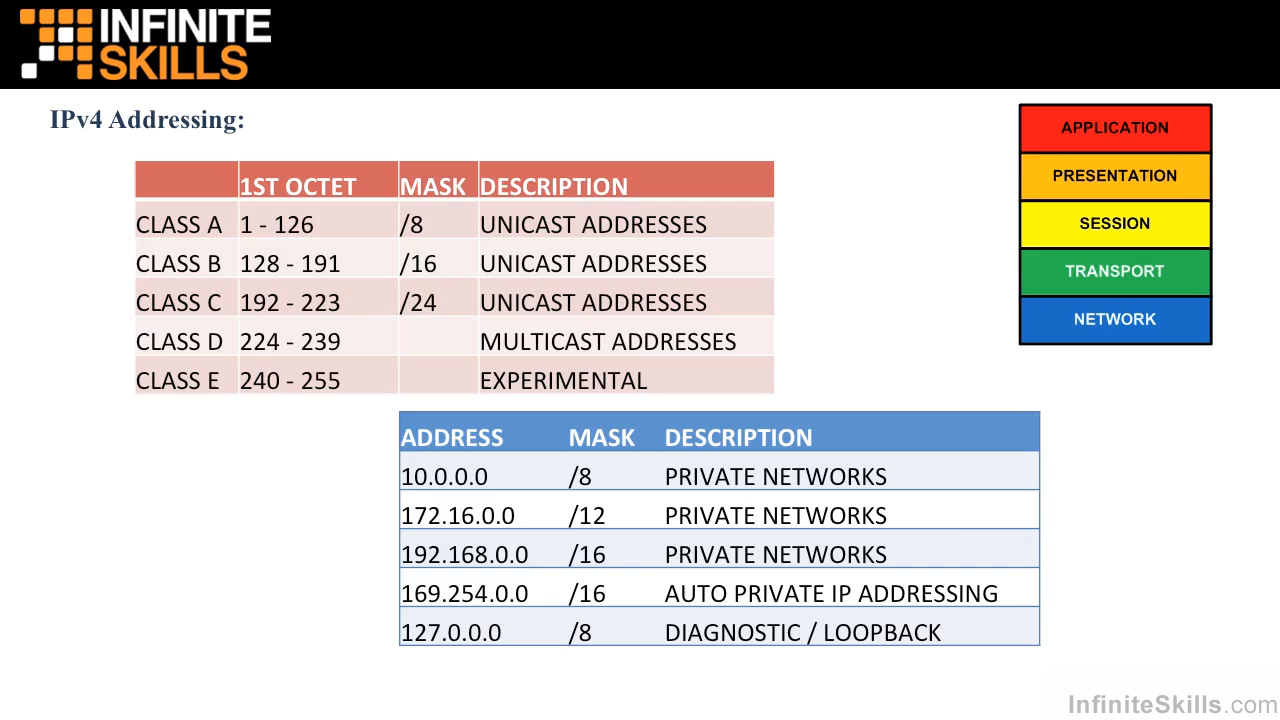 INFINITE
SKILLS
IPv4 Addressing:
1ST OCTET MASK DESCRIPTION
CLASS A 1 - 126 /8 UNICAST ADDRESSES
CLASS B 128 - 191 /16 UNICAST ADDRESSES
CLASS C 192 - 223 /24 UNICAST ADDRESSES
CLASS D 224 - 239 MULTICAST ADDRESSES
CLASS E 240 - 255 EXPERIMENTAL
APPLICATION
PRESENTATION
SESSION
TRANSPORT
NETWORK
ADDRESS MASK DESCRIPTION
10.0.0.0 /8 PRIVATE NETWORKS
172.16.0.0 /12 PRIVATE NETWORKS
192.168.0.0 /16 PRIVATE NETWORKS
169.254.0.0 /16 AUTO PRIVATE IP ADDRESSING
127.0.0.0 /8 DIAGNOSTIC / LOOPBACK
InfiniteSkills.com